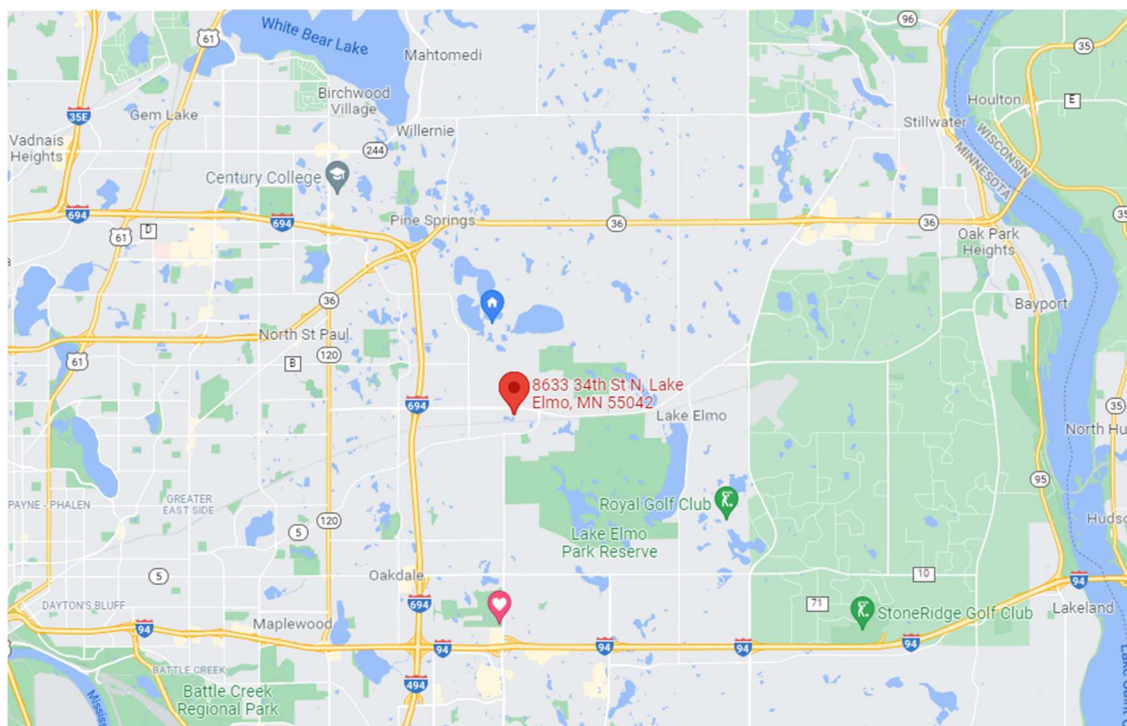 White Bear Lake
Mahtomedi
96
61
35
Birchwood
Village
35E
Gem Lake
Houlton
E
Stillwater
Willernie
Vadnais
Heights
244
WISCONSIN
MINNESOTA
Century College
694
694
Pine Springs
36
36
35
61
D
Oak Park
Heights
36
Bayport
North St Paul
120
61
B
8633 34th St N, Lake
Elmo, MN 55042
694
Lake Elmo
35
North Hu
95
PAYNE - PHALEN
GREATER
EAST SIDE
120
5
Royal Golf Club
Hudso
Lake Elmo
Park Reserve
5
Oakdale
10
94
DAYTON'S BLUFF
694
71
StoneRidge Golf Club
Lakeland
94
Maplewood
94
94
94
94
BATTLE CREEK
494
Battle Creek
Regional Park
Mississ